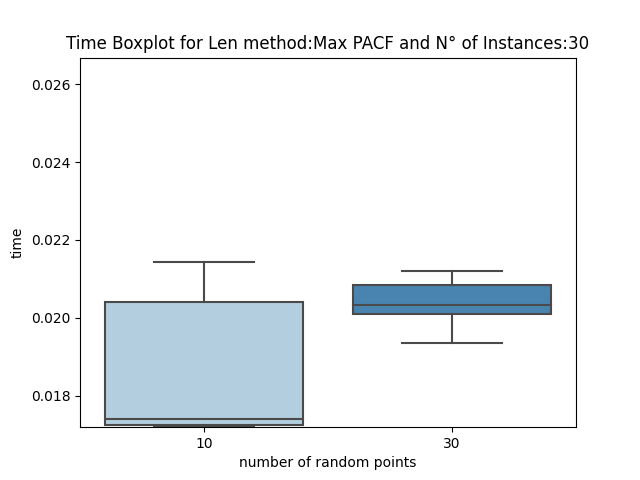 Time Boxplot for Len method:Max PACF and N° of Instances:30
0.026
0.024
0.022
0.020
0.018
time
10 30
number of random points